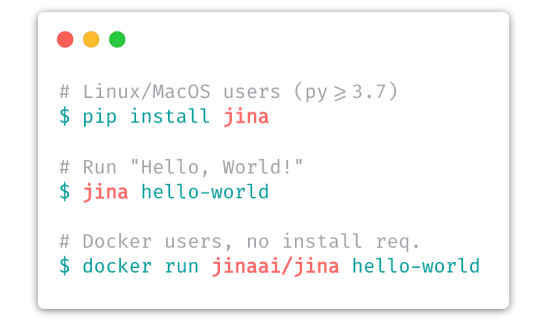 # Linux/MacOS users (py⩾3.7)
$ pip install jina
# Run "Hello, World!"
$ jina hello-world
# Docker users, no install req.
$ docker run jinaai/jina hello-world